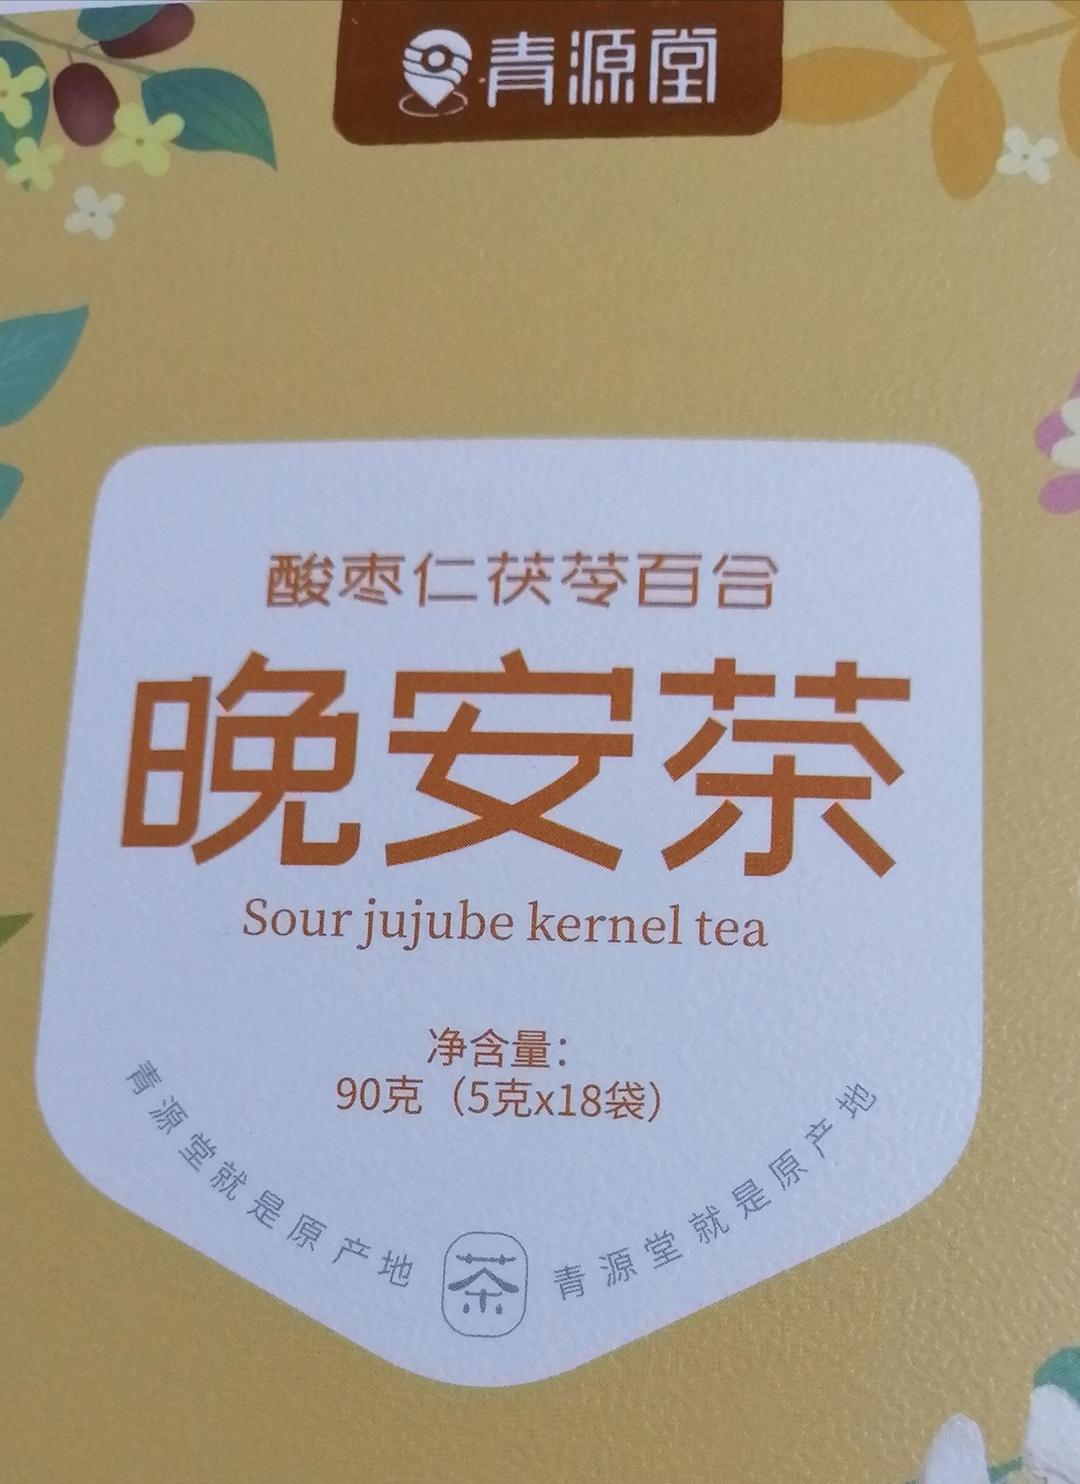 青源堂
酸枣仁茯苓百合
晚安茶
Sour jujube kernel tea
净含量：
90克（5克x18袋）
青源堂就是原产地
茶
青源堂就是原产地